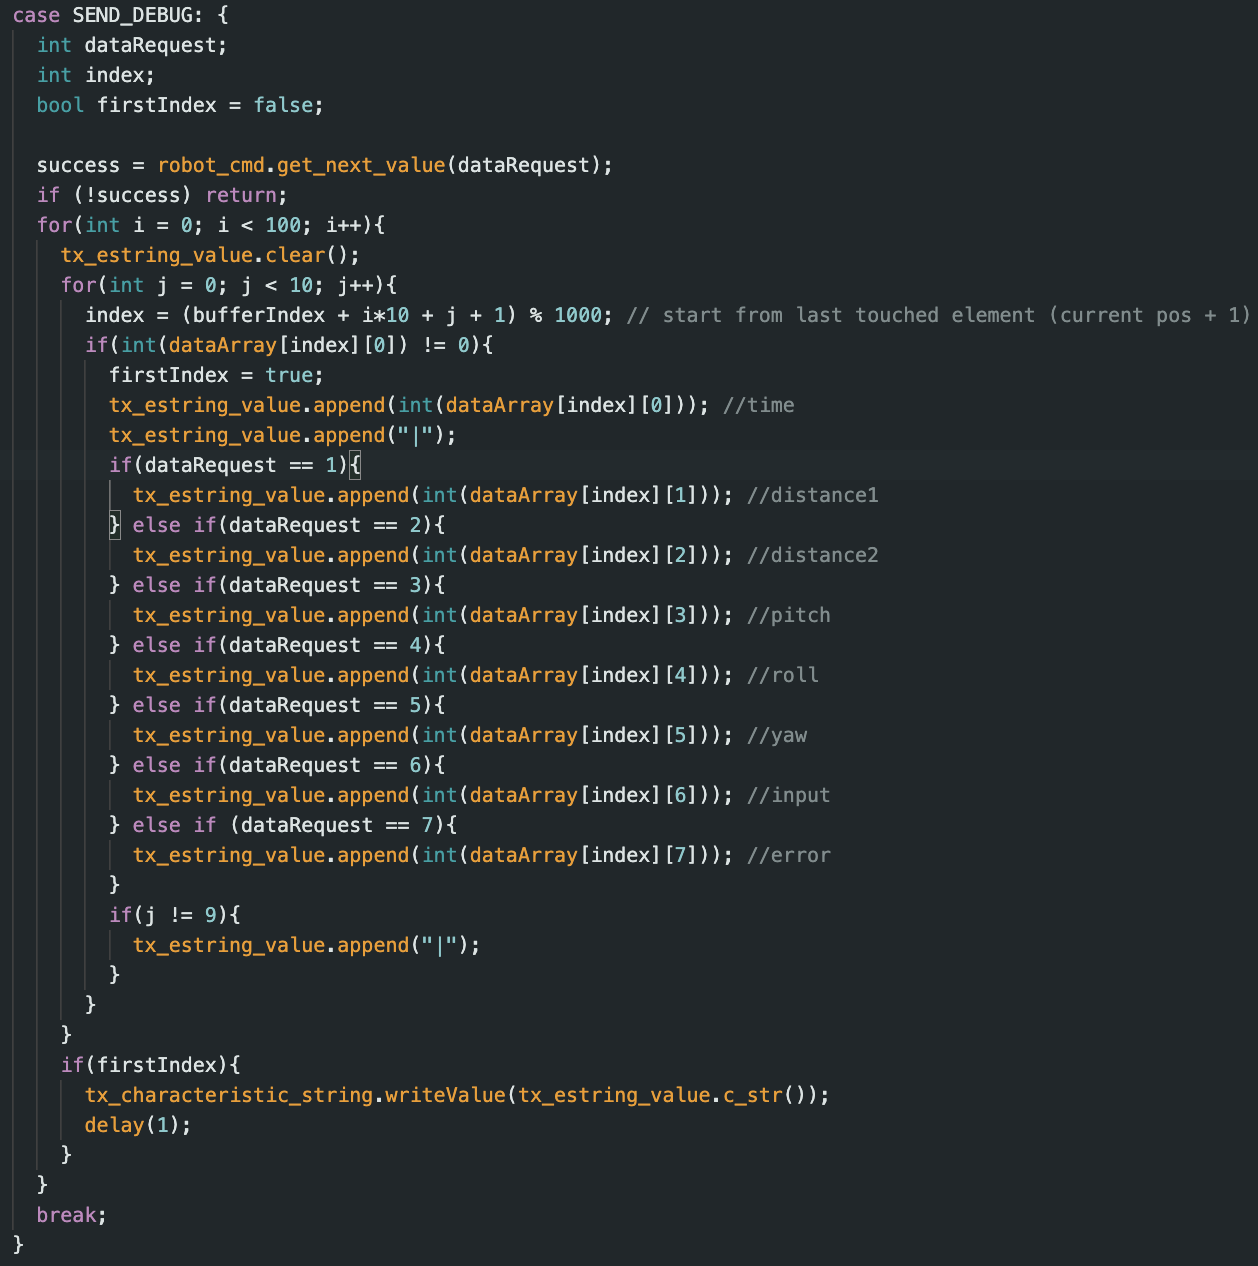 case SEND_DEBUG: {
  int dataRequest;
  int index;
  bool firstIndex = false;

  success = robot_cmd.get_next_value(dataRequest);
  if (!success) return;
  for(int i = 0; i < 100; i++){
    tx_estring_value.clear();
    for(int j = 0; j < 10; j++){
      index = (bufferIndex + i*10 + j + 1) % 1000; // start from last touched element (current pos + 1)
      if(int(dataArray[index][0]) != 0){
        firstIndex = true;
        tx_estring_value.append(int(dataArray[index][0])); //time
        tx_estring_value.append("|");
        if(dataRequest == 1){
          tx_estring_value.append(int(dataArray[index][1])); //distance1
        } else if(dataRequest == 2){
          tx_estring_value.append(int(dataArray[index][2])); //distance2
        } else if(dataRequest == 3){
          tx_estring_value.append(int(dataArray[index][3])); //pitch
        } else if(dataRequest == 4){
          tx_estring_value.append(int(dataArray[index][4])); //roll
        } else if(dataRequest == 5){
          tx_estring_value.append(int(dataArray[index][5])); //yaw
        } else if(dataRequest == 6){
          tx_estring_value.append(int(dataArray[index][6])); //input
        } else if (dataRequest == 7){
          tx_estring_value.append(int(dataArray[index][7])); //error
        }
        if(j != 9){
          tx_estring_value.append("|");
        }
      }
    }
    if(firstIndex){
      tx_characteristic_string.writeValue(tx_estring_value.c_str());
      delay(1);
    }
  }
  break;
}